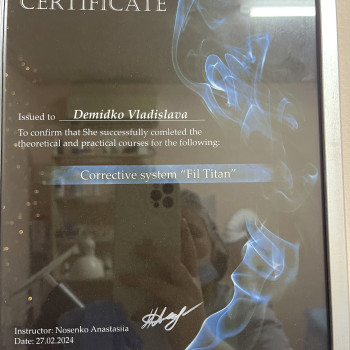 CERTIFICATE
Issued to Demidko Vladislava
To confirm that She successfully comleted the
theoretical and practical courses for the following:
Corrective system "Fil Titan"
Instructor: Nosenko Anastasiia
Date: 27.02.2024